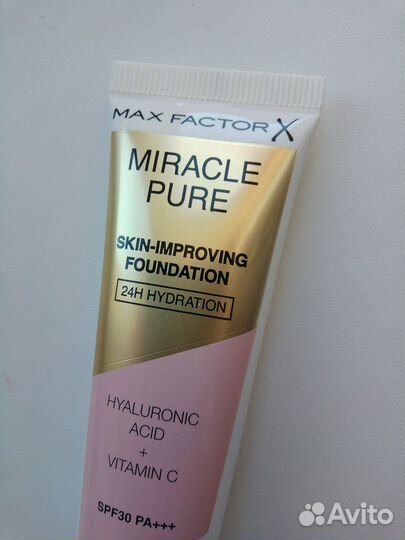 MAX FACTOR X
MIRACLE
PURE
SKIN-IMPROVING
FOUNDATION
24H HYDRATION
HYALURONIC
ACID
+
VITAMIN C
SPF30 PA+++
Avito